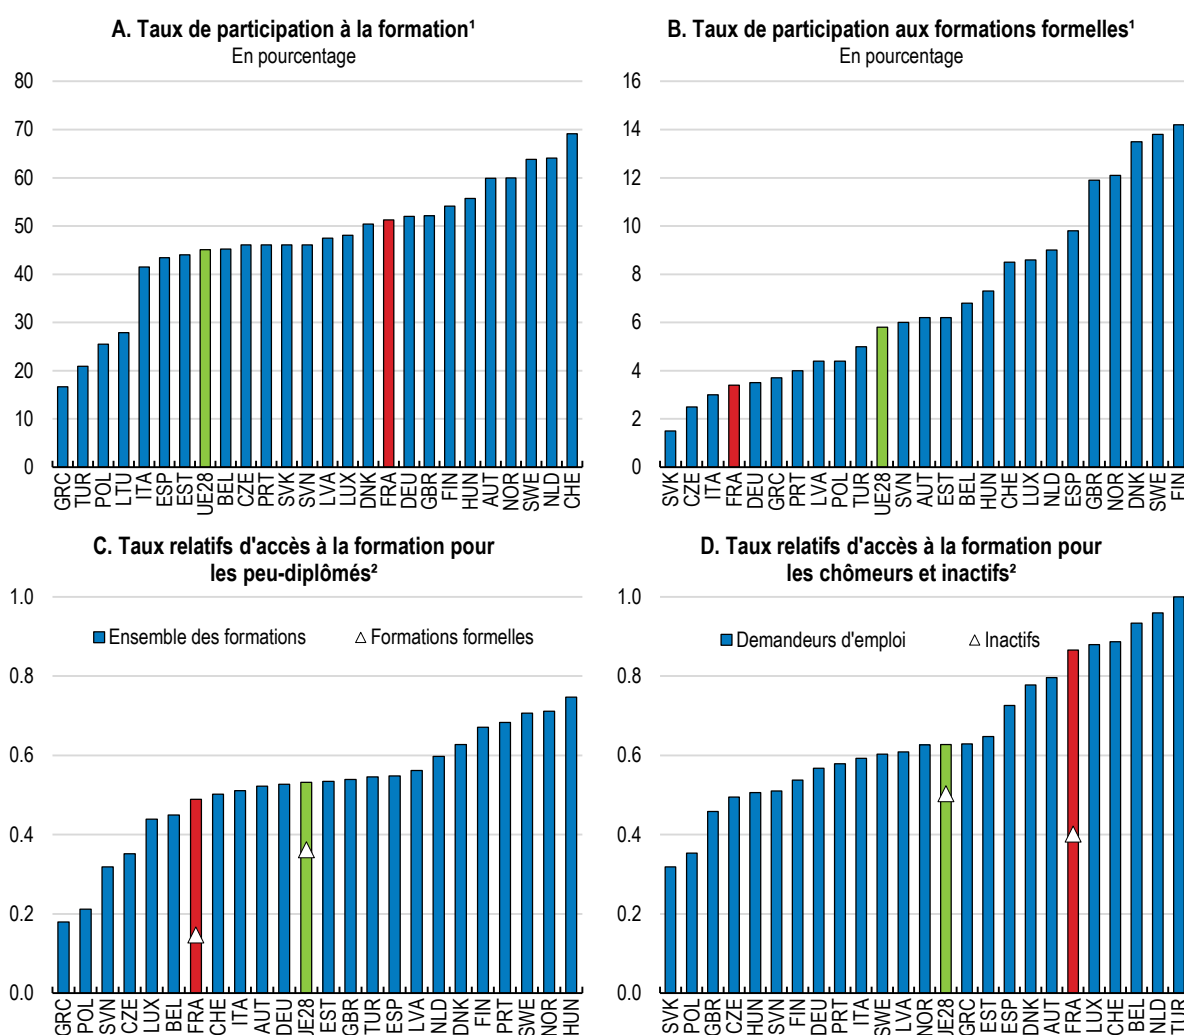 A. Taux de participation à la formation¹
En pourcentage
80
70
60
50
40
30
20
10
0
GRC TUR POL LTU ITA ESP EST UE28 BEL CZE PRT SVK SVN LVA LUX DNK FRA DEU GBR FIN HUN AUT NOR SWE NLD CHE
B. Taux de participation aux formations formelles¹
En pourcentage
16
14
12
10
8
6
4
2
0
SVK CZE ITA FRA DEU GRC PRT LVA POL TUR UE28 SVN AUT EST BEL HUN CHE LUX NLD ESP GBR NOR DNK SWE FIN
C. Taux relatifs d'accès à la formation pour
les peu-diplômés²
1.0
Ensemble des formations Formations formelles
0.8
0.6
0.4
0.2
0.0
GRC POL SVN CZE LUX BEL FRA CHE ITA AUT DEU UE28 EST GBR TUR ESP LVA NLD DNK FIN PRT SWE NOR HUN
D. Taux relatifs d'accès à la formation pour
les chômeurs et inactifs²
1.0
Demandeurs d'emploi Inactifs
0.8
0.6
0.4
0.2
0.0
SVK POL GBR CZE HUN SVN FIN DEU PRT ITA SWE LVA NOR UE28 GRC EST ESP DNK AUT FRA LUX CHE BEL NLD TUR